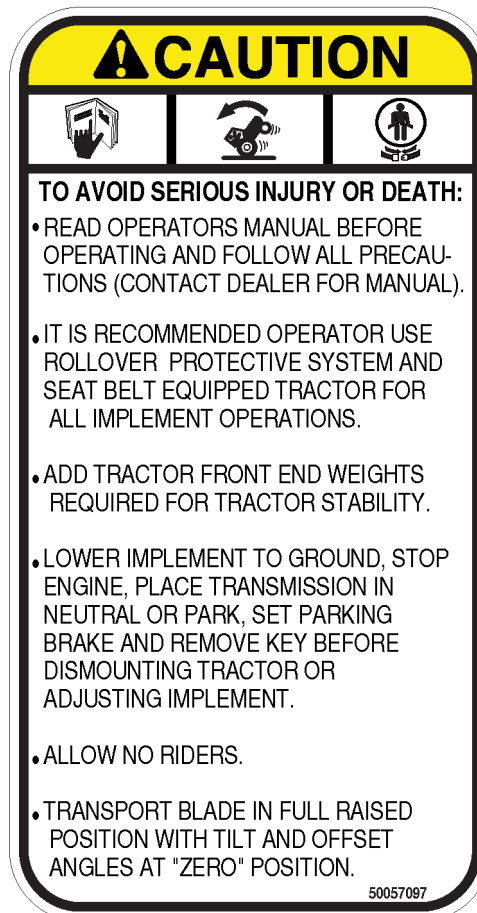 CAUTION
TO AVOID SERIOUS INJURY OR DEATH:
• READ OPERATORS MANUAL BEFORE
OPERATING AND FOLLOW ALL PRECAU-
TIONS (CONTACT DEALER FOR MANUAL).
• IT IS RECOMMENDED OPERATOR USE
ROLLOVER PROTECTIVE SYSTEM AND
SEAT BELT EQUIPPED TRACTOR FOR
ALL IMPLEMENT OPERATIONS.
• ADD TRACTOR FRONT END WEIGHTS
REQUIRED FOR TRACTOR STABILITY.
• LOWER IMPLEMENT TO GROUND, STOP
ENGINE, PLACE TRANSMISSION IN
NEUTRAL OR PARK, SET PARKING
BRAKE AND REMOVE KEY BEFORE
DISMOUNTING TRACTOR OR
ADJUSTING IMPLEMENT.
• ALLOW NO RIDERS.
• TRANSPORT BLADE IN FULL RAISED
POSITION WITH TILT AND OFFSET
ANGLES AT "ZERO" POSITION.
50057097